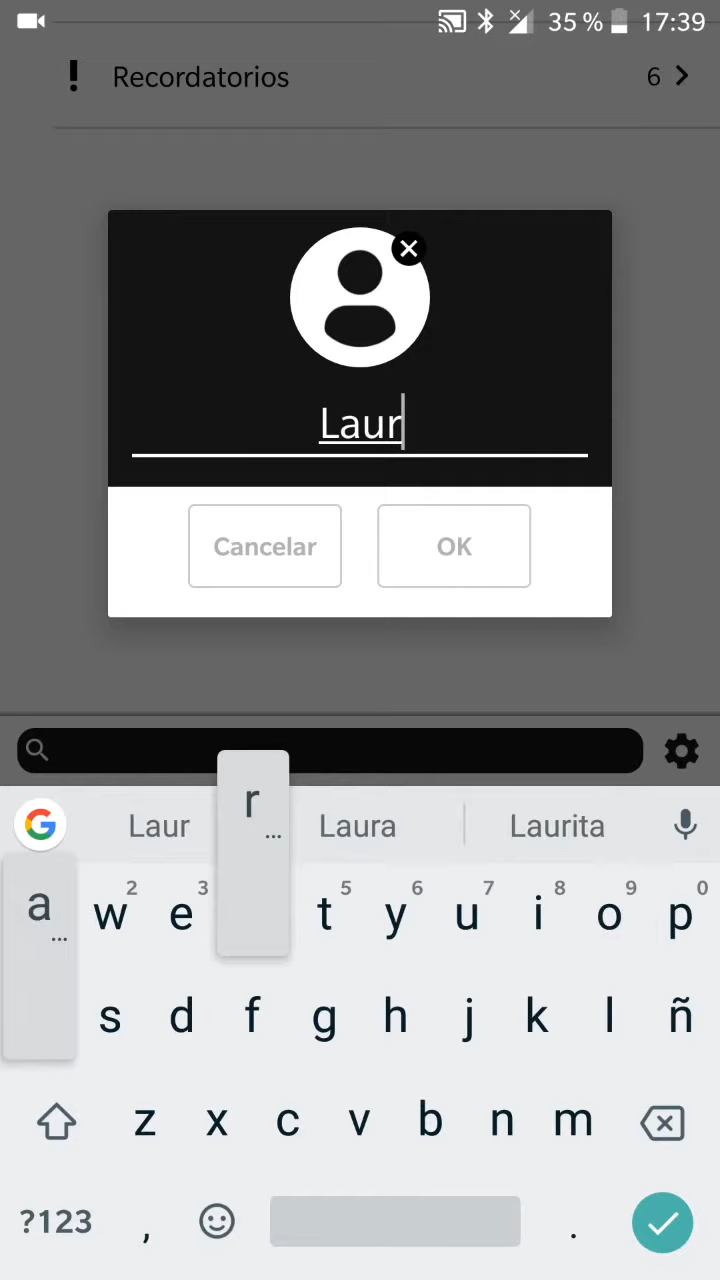 35 % 17:39
Recordatorios 6
Laur
Cancelar OK
Laur Laura Laurita
r ...
a ...
w 2 e 3 t 5 y 6 u 7 i 8 o 9 p 0
s d f g h j k l ñ
z x c v b n m
?123 , .